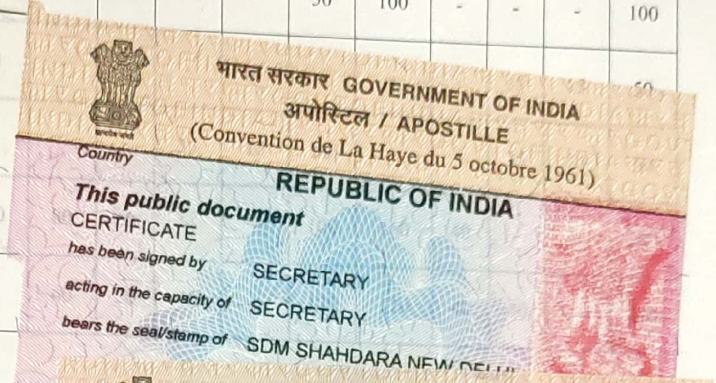 100 - - - 100
भारत सरकार GOVERNMENT OF INDIA
अपोस्टिल / APOSTILLE
(Convention de La Haye du 5 octobre 1961)
Country
REPUBLIC OF INDIA
This public document
CERTIFICATE
has been signed by SECRETARY
acting in the capacity of SECRETARY
bears the seal/stamp of SDM SHAHDARA NEW DELHI